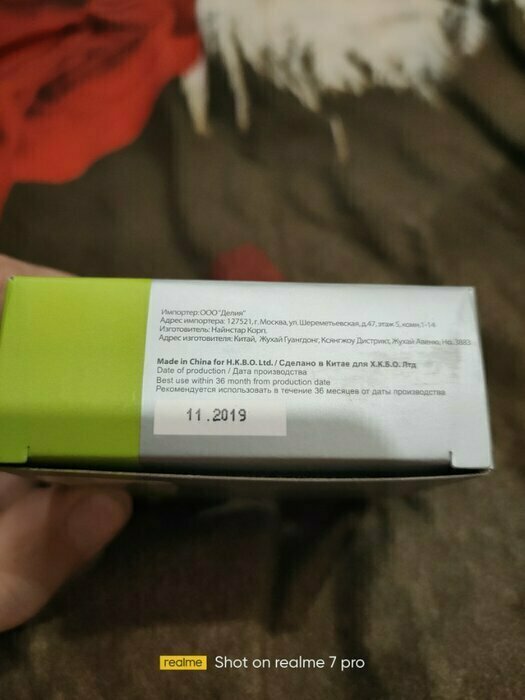 Импортер: ООО "Делия"
Адрес импортера: 127521, г. Москва, ул. Шереметьевская, д.47, этаж 5, комн.1-14
Изготовитель: Найнстар Корп.
Адрес изготовителя: Китай, Жухай Гуангдонг, Ксянгжоу Дистрикт, Жухай Авеню, но. 3883
Made in China for H.K.B.O. Ltd. / Сделано в Китае для Х.К.Б.О. Лтд
Date of production / Дата производства
Best use within 36 month from production date
Рекомендуется использовать в течение 36 месяцев от даты производства
11.2019
realme Shot on realme 7 pro